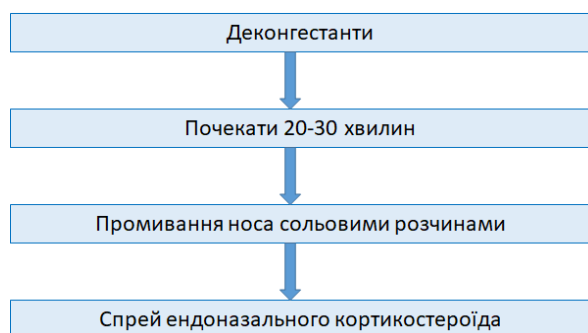 Деконгестанти
Почекати 20-30 хвилин
Промивання носа сольовими розчинами
Спрей ендоназального кортикостероїда